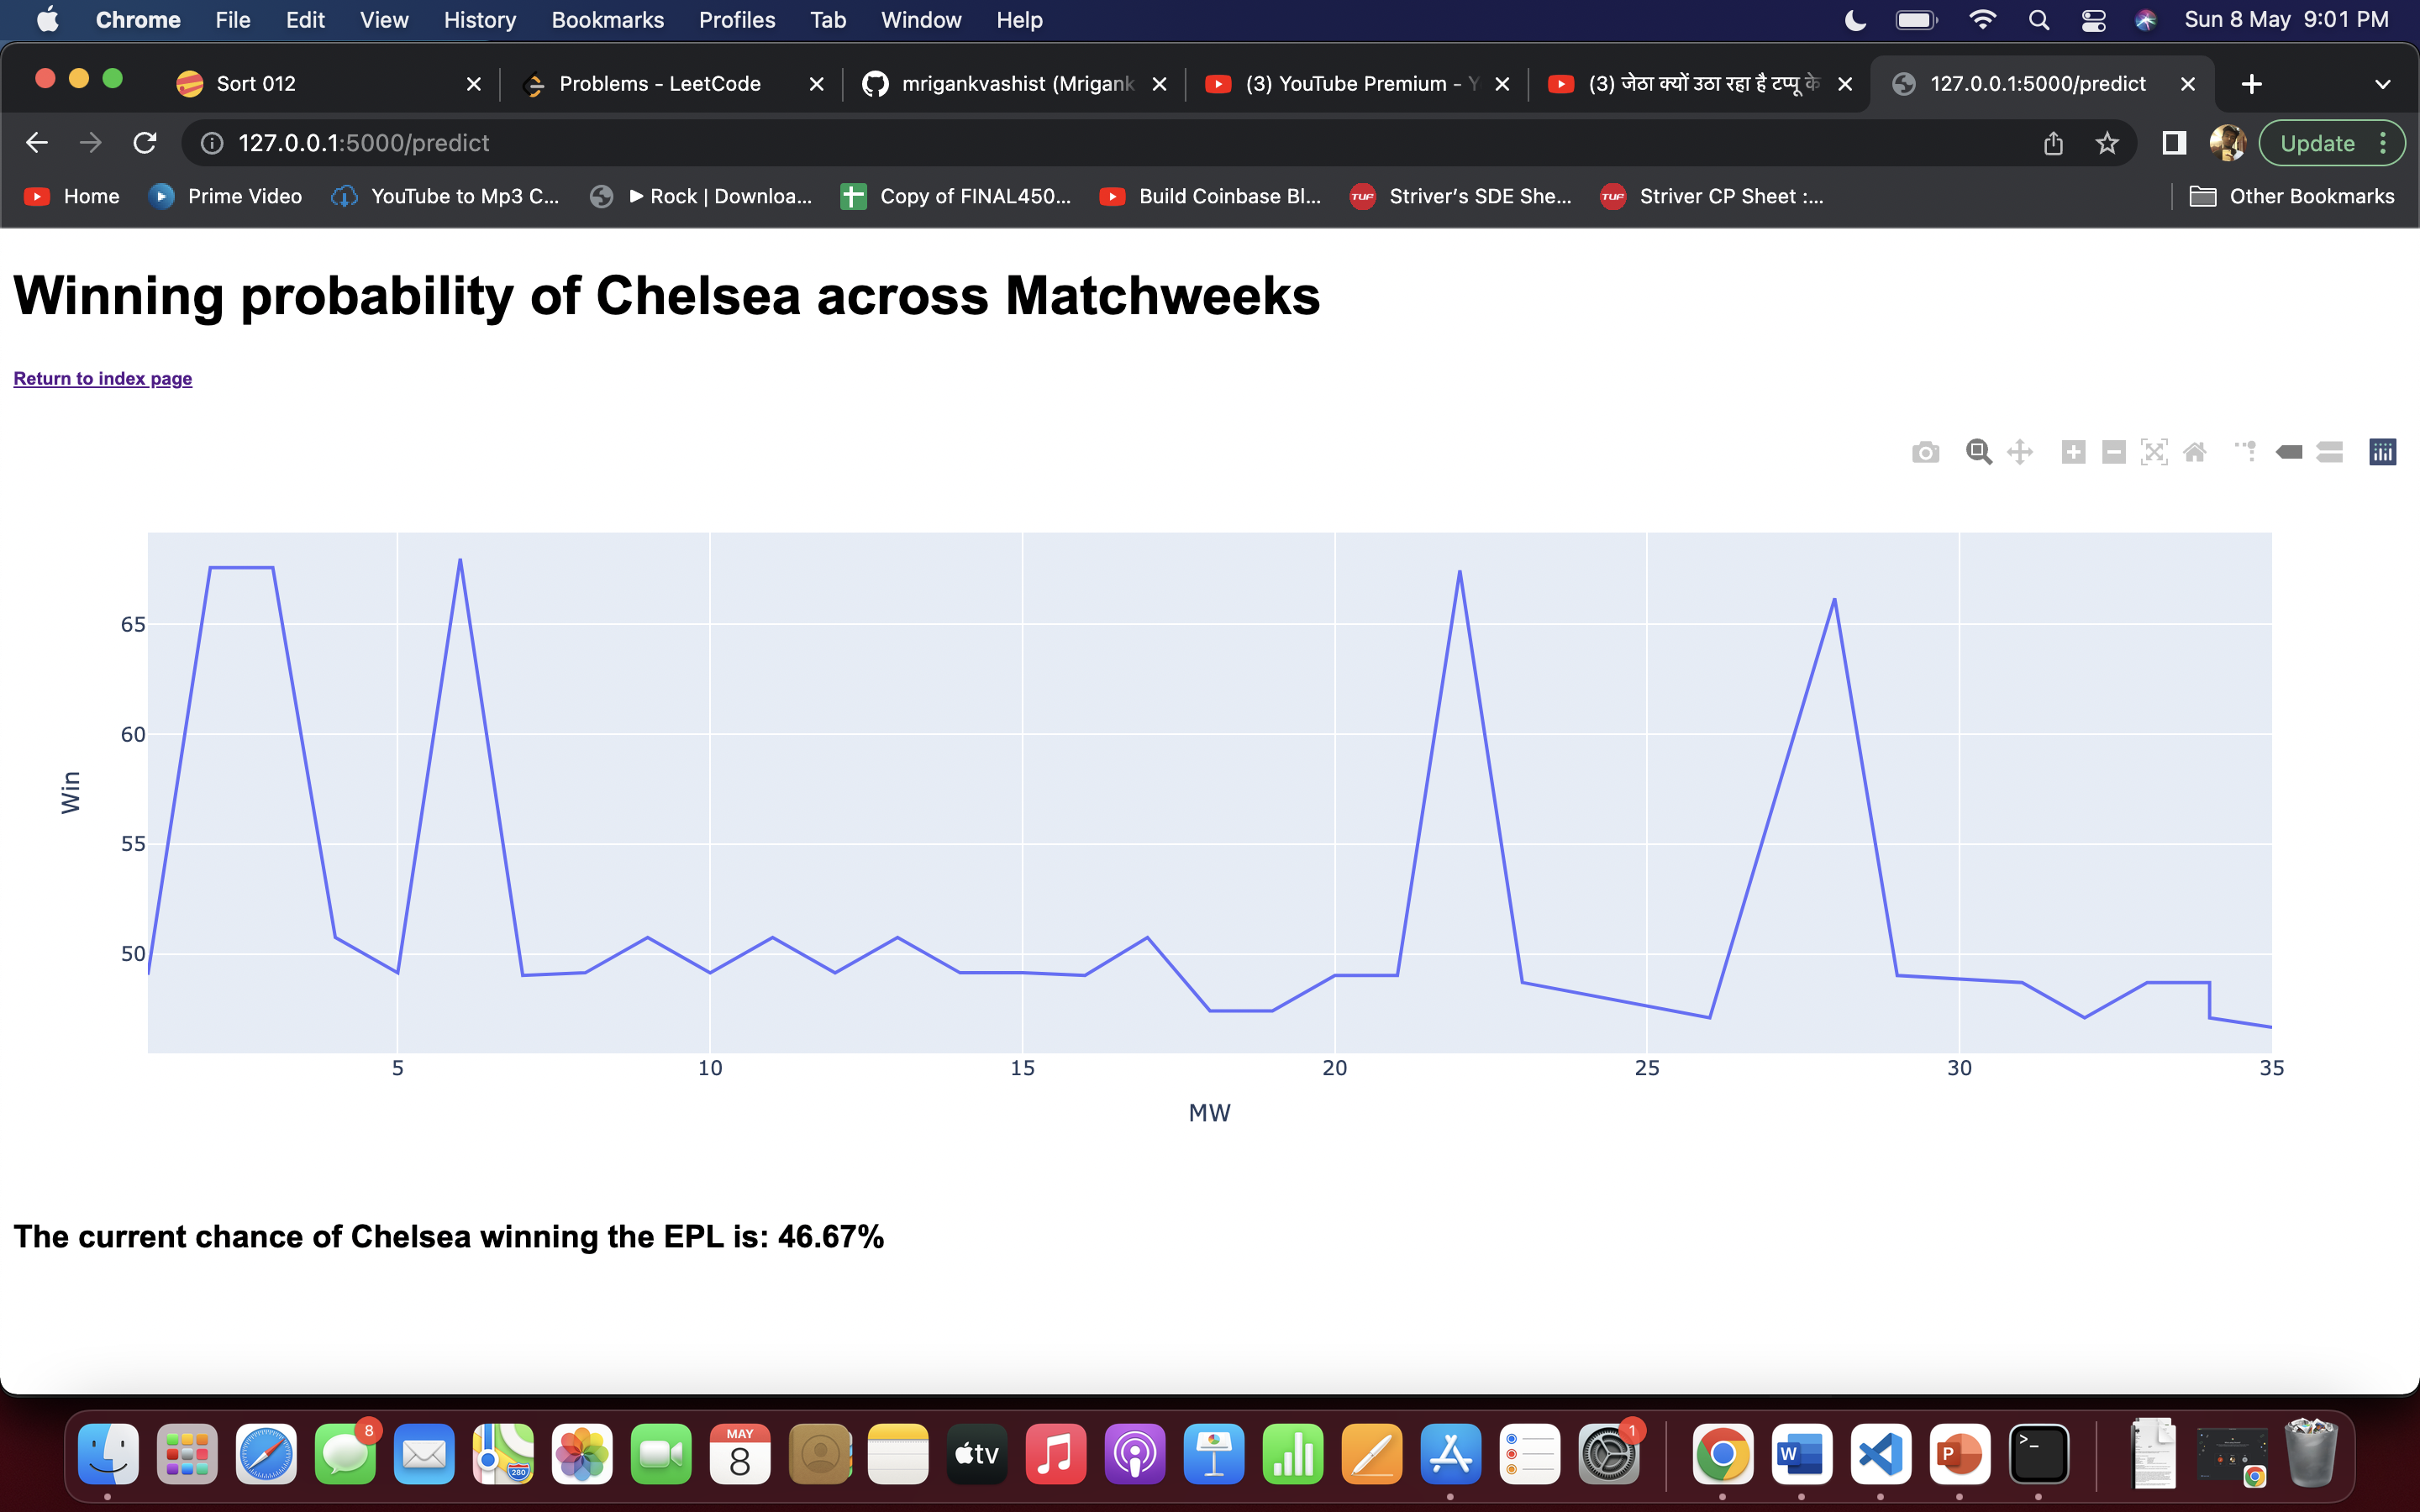 Chrome File Edit View History Bookmarks Profiles Tab Window Help Sun 8 May 9:01 PM
Sort 012 Problems - LeetCode mrigankvashist (Mrigank (3) YouTube Premium - Y (3) जेठा क्यों उठा रहा है टप्पू के 127.0.0.1:5000/predict
127.0.0.1:5000/predict Update
Home Prime Video YouTube to Mp3 C... ► Rock | Downloa... Copy of FINAL450... Build Coinbase Bl... TUF Striver's SDE She... TUF Striver CP Sheet :... Other Bookmarks
Winning probability of Chelsea across Matchweeks
Return to index page
65
60
55
50
Win
5 10 15 20 25 30 35
MW
The current chance of Chelsea winning the EPL is: 46.67%
8 280 MAY 8 tv 1 W P >_